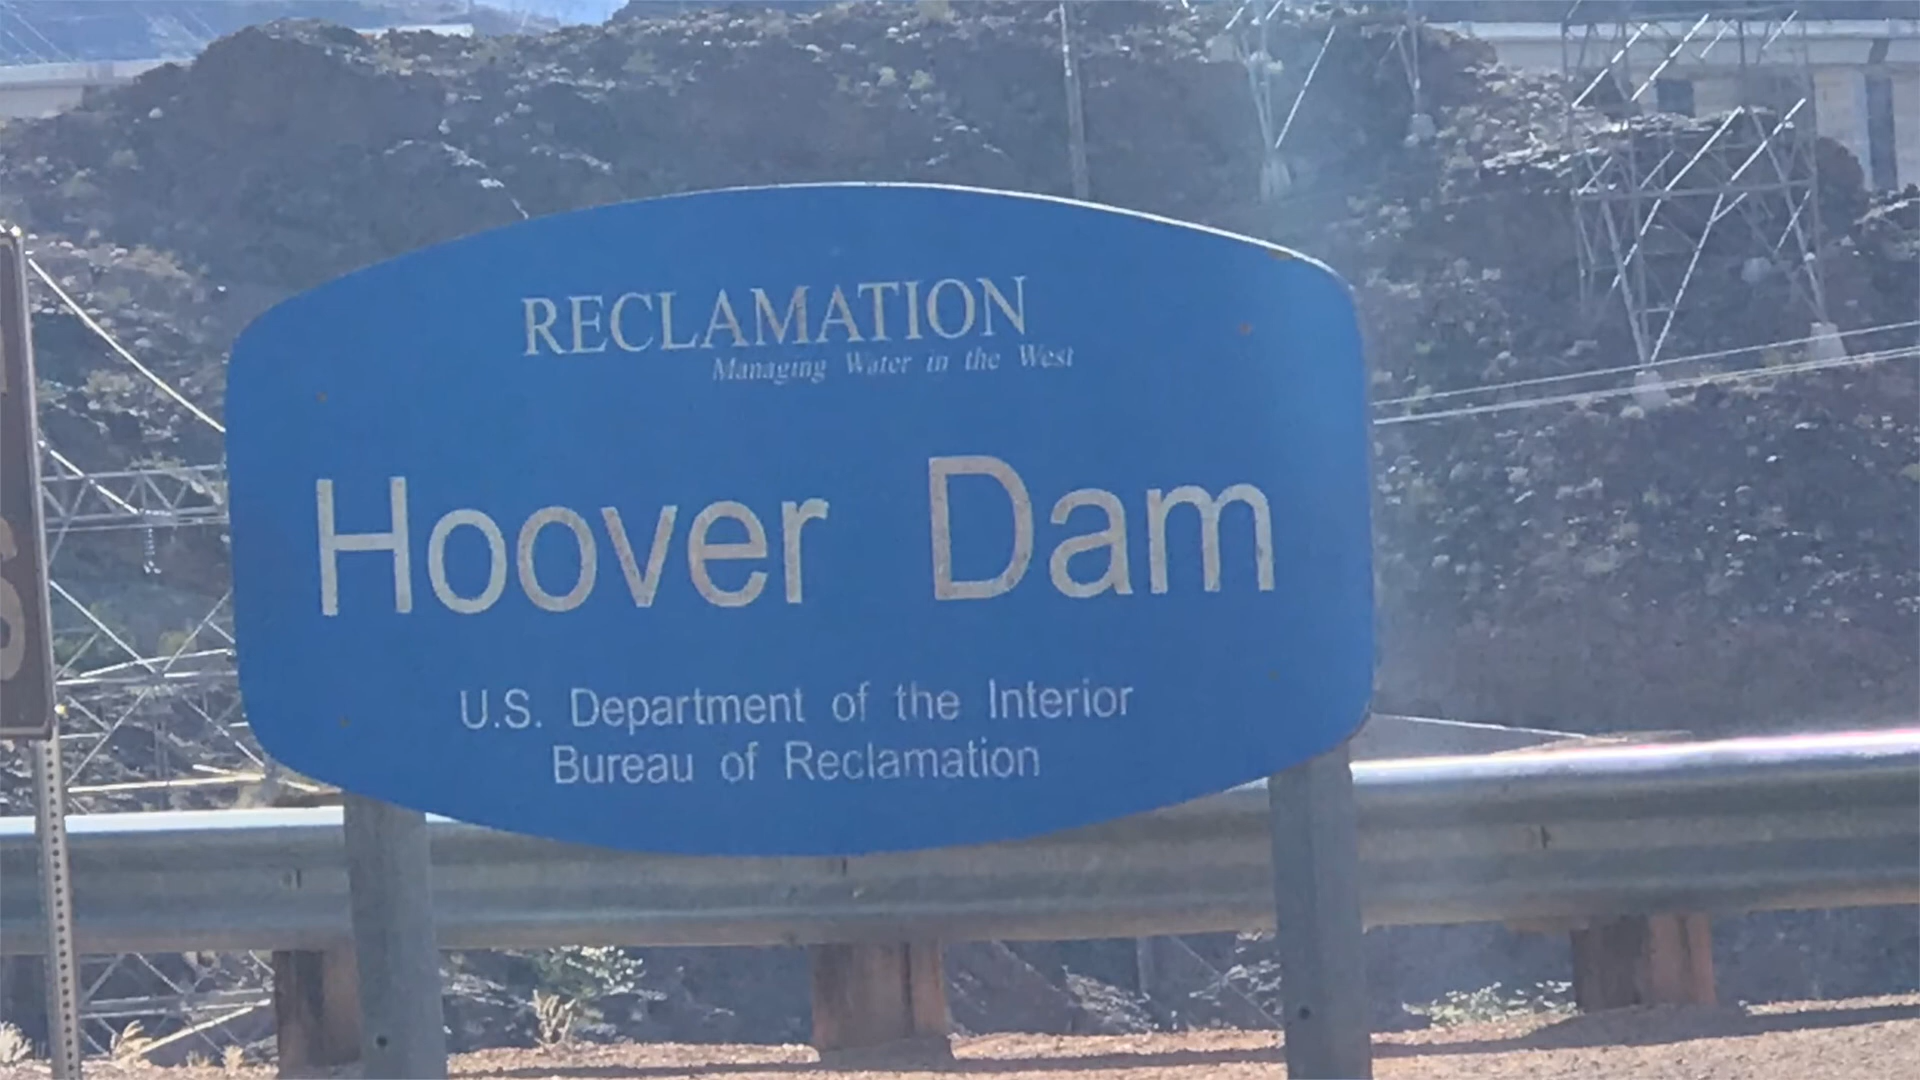 RECLAMATION
Managing Water in the West
Hoover Dam
U.S. Department of the Interior
Bureau of Reclamation